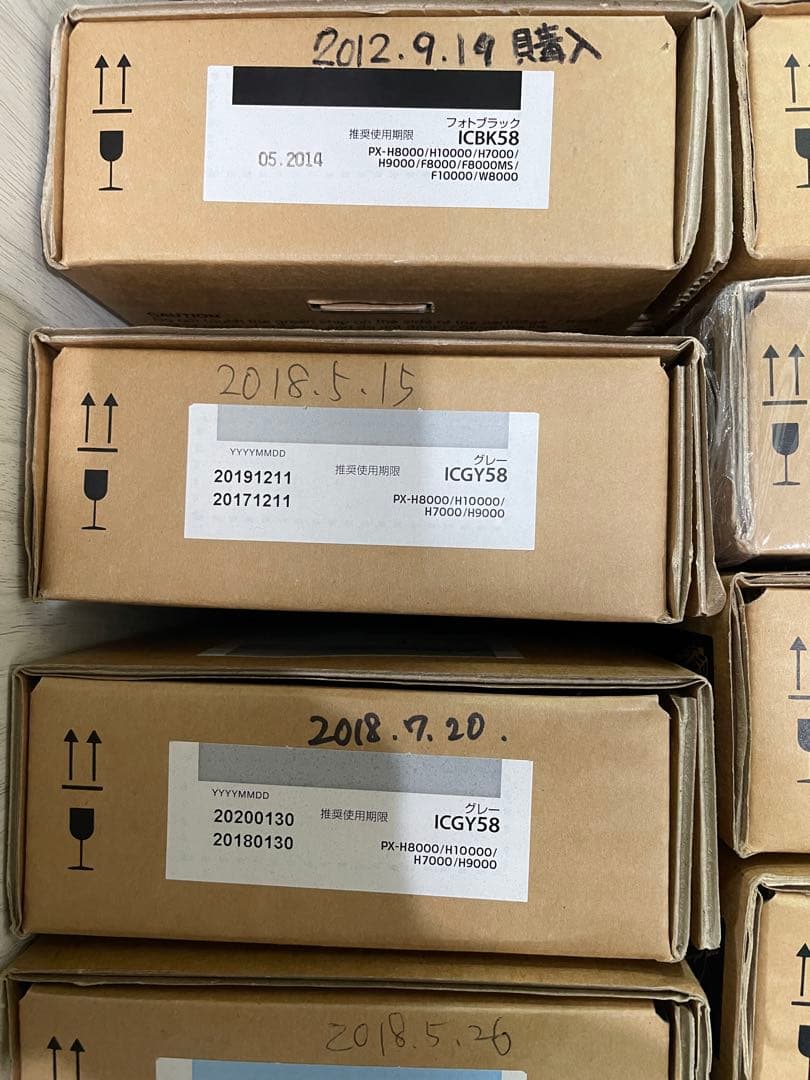 2012.9.19 購入
フォトブラック
推奨使用期限 ICBK58
05.2014
PX-H8000/H10000/H7000/
H9000/F8000/F8000MS/
F10000/W8000
CAUTION
2018.5.15
YYYYMMDD
グレー
20191211 推奨使用期限 ICGY58
20171211
PX-H8000/H10000/
H7000/H9000
2018.7.20.
YYYYMMDD
グレー
20200130 推奨使用期限 ICGY58
20180130
PX-H8000/H10000/
H7000/H9000
2018.5.26